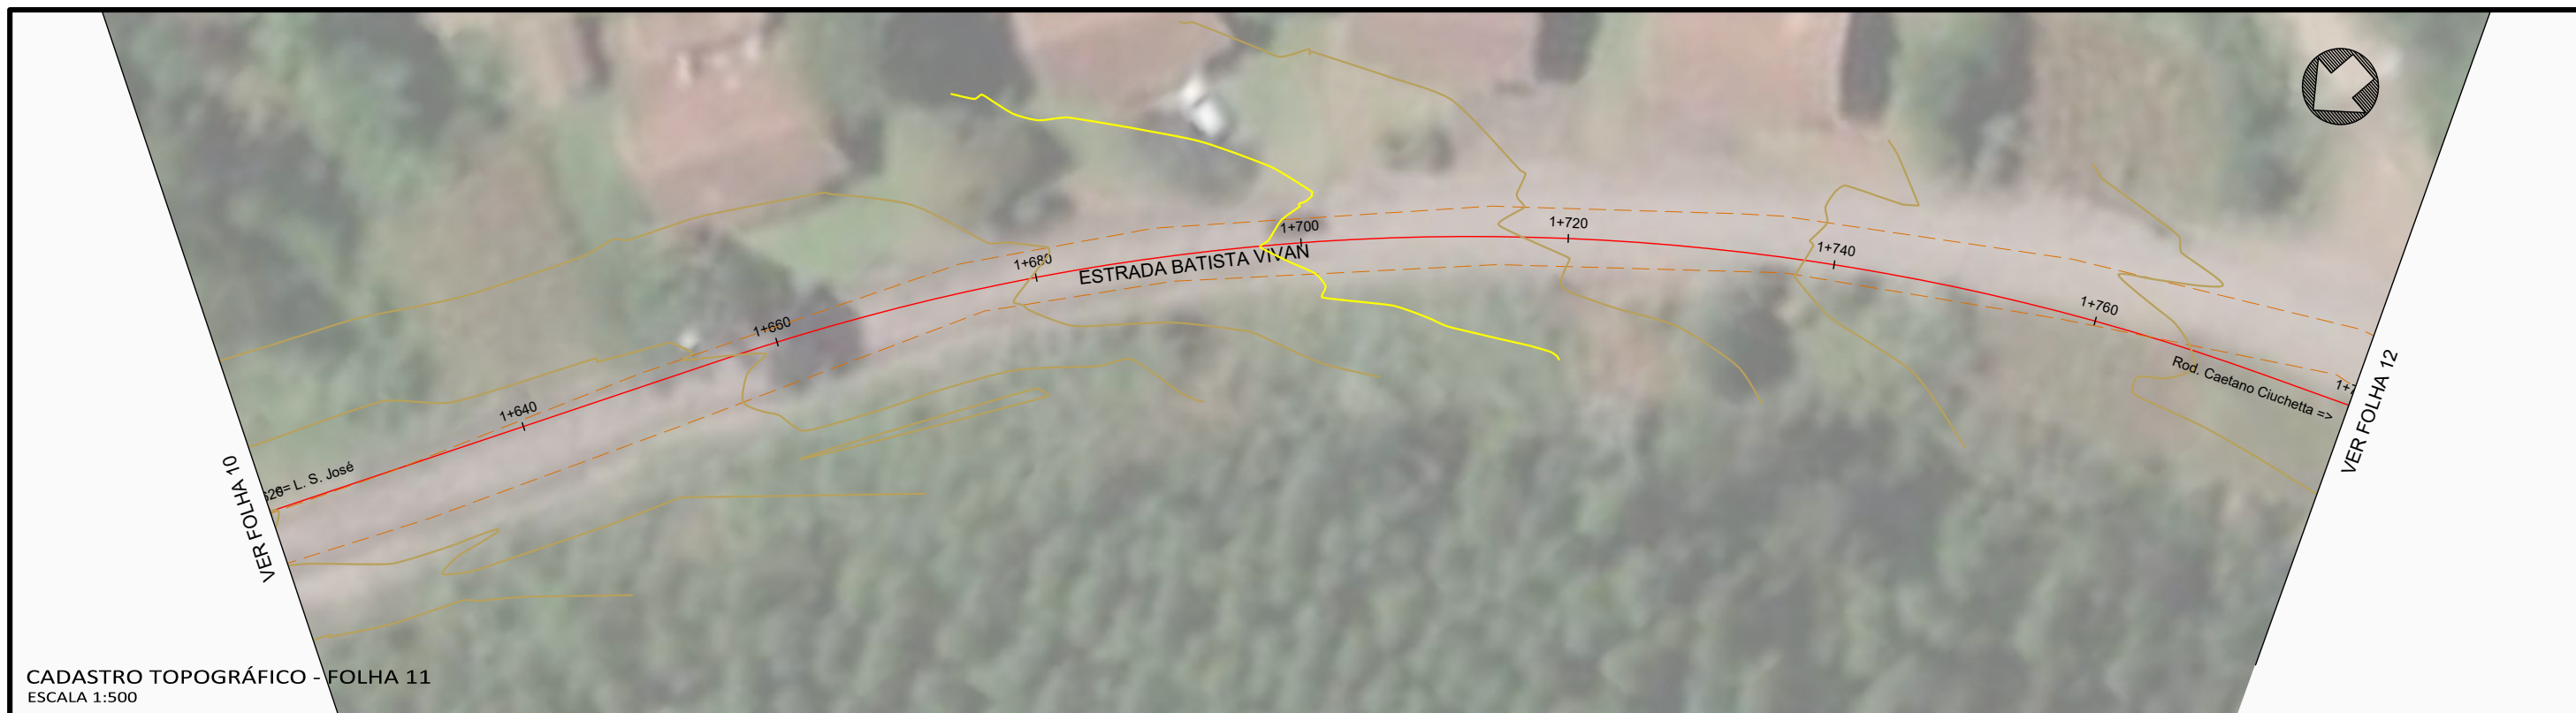 1+700
1+720
1+680
ESTRADA BATISTA VIVAN
1+740
1+660
1+760
1+640
Rod. Caetano Ciuchetta =>
VER FOLHA 12
= L. S. José
VER FOLHA 10
CADASTRO TOPOGRÁFICO - FOLHA 11
ESCALA 1:500